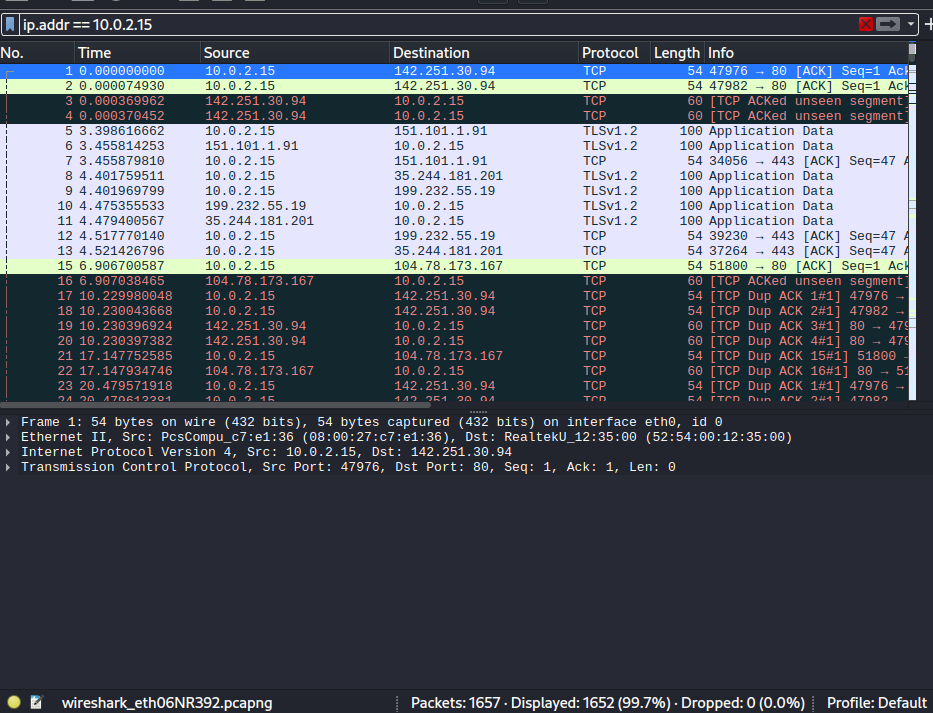 ip.addr == 10.0.2.15
No. Time Source Destination Protocol Length Info
1 0.000000000 10.0.2.15 142.251.30.94 TCP 54 47976 → 80 [ACK] Seq=1 Ack
2 0.000074930 10.0.2.15 142.251.30.94 TCP 54 47982 → 80 [ACK] Seq=1 Ack
3 0.000369962 142.251.30.94 10.0.2.15 TCP 60 [TCP ACKed unseen segment]
4 0.000370452 142.251.30.94 10.0.2.15 TCP 60 [TCP ACKed unseen segment]
5 3.398616662 10.0.2.15 151.101.1.91 TLSv1.2 100 Application Data
6 3.455814253 151.101.1.91 10.0.2.15 TLSv1.2 100 Application Data
7 3.455879810 10.0.2.15 151.101.1.91 TCP 54 34056 → 443 [ACK] Seq=47 A
8 4.401759511 10.0.2.15 35.244.181.201 TLSv1.2 100 Application Data
9 4.401969799 10.0.2.15 199.232.55.19 TLSv1.2 100 Application Data
10 4.475355533 199.232.55.19 10.0.2.15 TLSv1.2 100 Application Data
11 4.479400567 35.244.181.201 10.0.2.15 TLSv1.2 100 Application Data
12 4.517770140 10.0.2.15 199.232.55.19 TCP 54 39230 → 443 [ACK] Seq=47 A
13 4.521426796 10.0.2.15 35.244.181.201 TCP 54 37264 → 443 [ACK] Seq=47 A
15 6.906700587 10.0.2.15 104.78.173.167 TCP 54 51800 → 80 [ACK] Seq=1 Ack
16 6.907038465 104.78.173.167 10.0.2.15 TCP 60 [TCP ACKed unseen segment]
17 10.229980048 10.0.2.15 142.251.30.94 TCP 54 [TCP Dup ACK 1#1] 47976 →
18 10.230043668 10.0.2.15 142.251.30.94 TCP 54 [TCP Dup ACK 2#1] 47982 →
19 10.230396924 142.251.30.94 10.0.2.15 TCP 60 [TCP Dup ACK 3#1] 80 → 479
20 10.230397382 142.251.30.94 10.0.2.15 TCP 60 [TCP Dup ACK 4#1] 80 → 479
21 17.147752585 10.0.2.15 104.78.173.167 TCP 54 [TCP Dup ACK 15#1] 51800 →
22 17.147934746 104.78.173.167 10.0.2.15 TCP 60 [TCP Dup ACK 16#1] 80 → 51
23 20.479571918 10.0.2.15 142.251.30.94 TCP 54 [TCP Dup ACK 1#1] 47976 →
24 20.479613381 10.0.2.15 142.251.30.94 TCP 54 [TCP Dup ACK 2#1] 47982
Frame 1: 54 bytes on wire (432 bits), 54 bytes captured (432 bits) on interface eth0, id 0
Ethernet II, Src: PcsCompu_c7:e1:36 (08:00:27:c7:e1:36), Dst: RealtekU_12:35:00 (52:54:00:12:35:00)
Internet Protocol Version 4, Src: 10.0.2.15, Dst: 142.251.30.94
Transmission Control Protocol, Src Port: 47976, Dst Port: 80, Seq: 1, Ack: 1, Len: 0
wireshark_eth06NR392.pcapng Packets: 1657 · Displayed: 1652 (99.7%) · Dropped: 0 (0.0%) Profile: Default